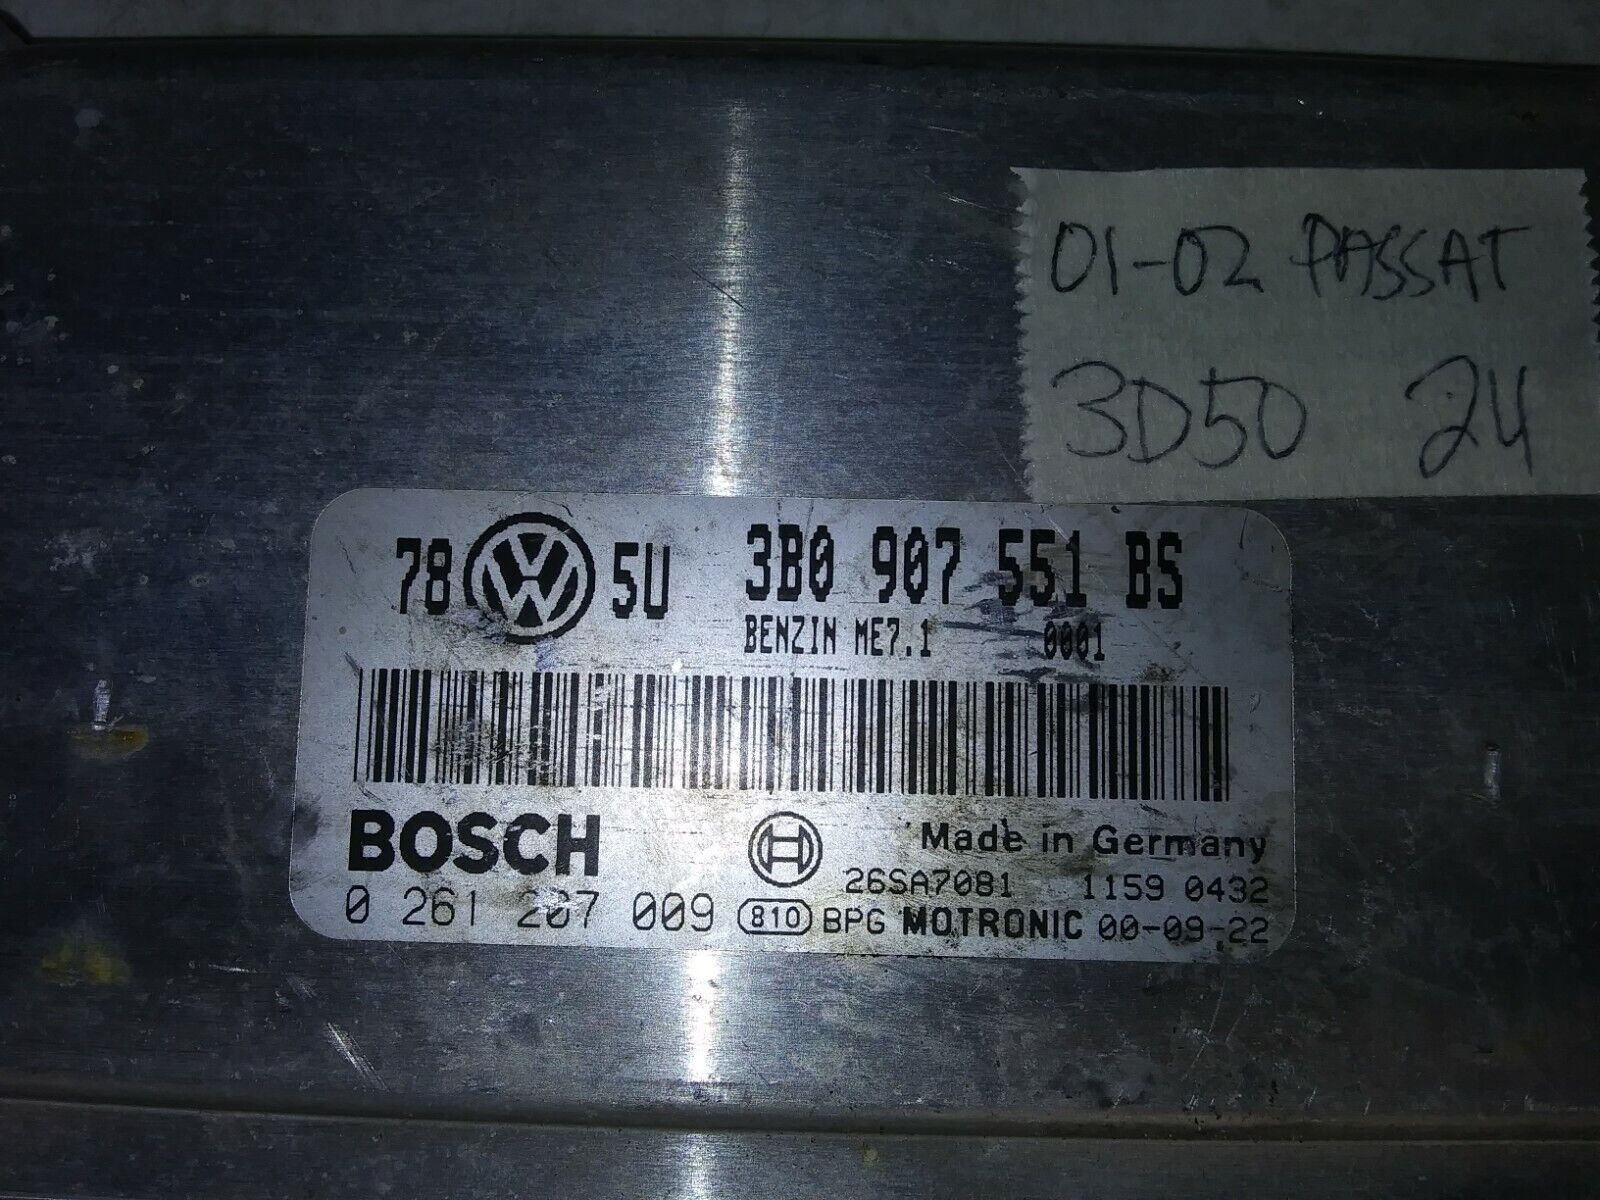 01-02 PASSAT
3D50 24
78 VW 5U 3B0 907 551 BS
BENZIN ME7.1 0001
BOSCH
Made in Germany
26SA7081 1159 0432
0 261 207 009 810 BPG MOTRONIC 00-09-22